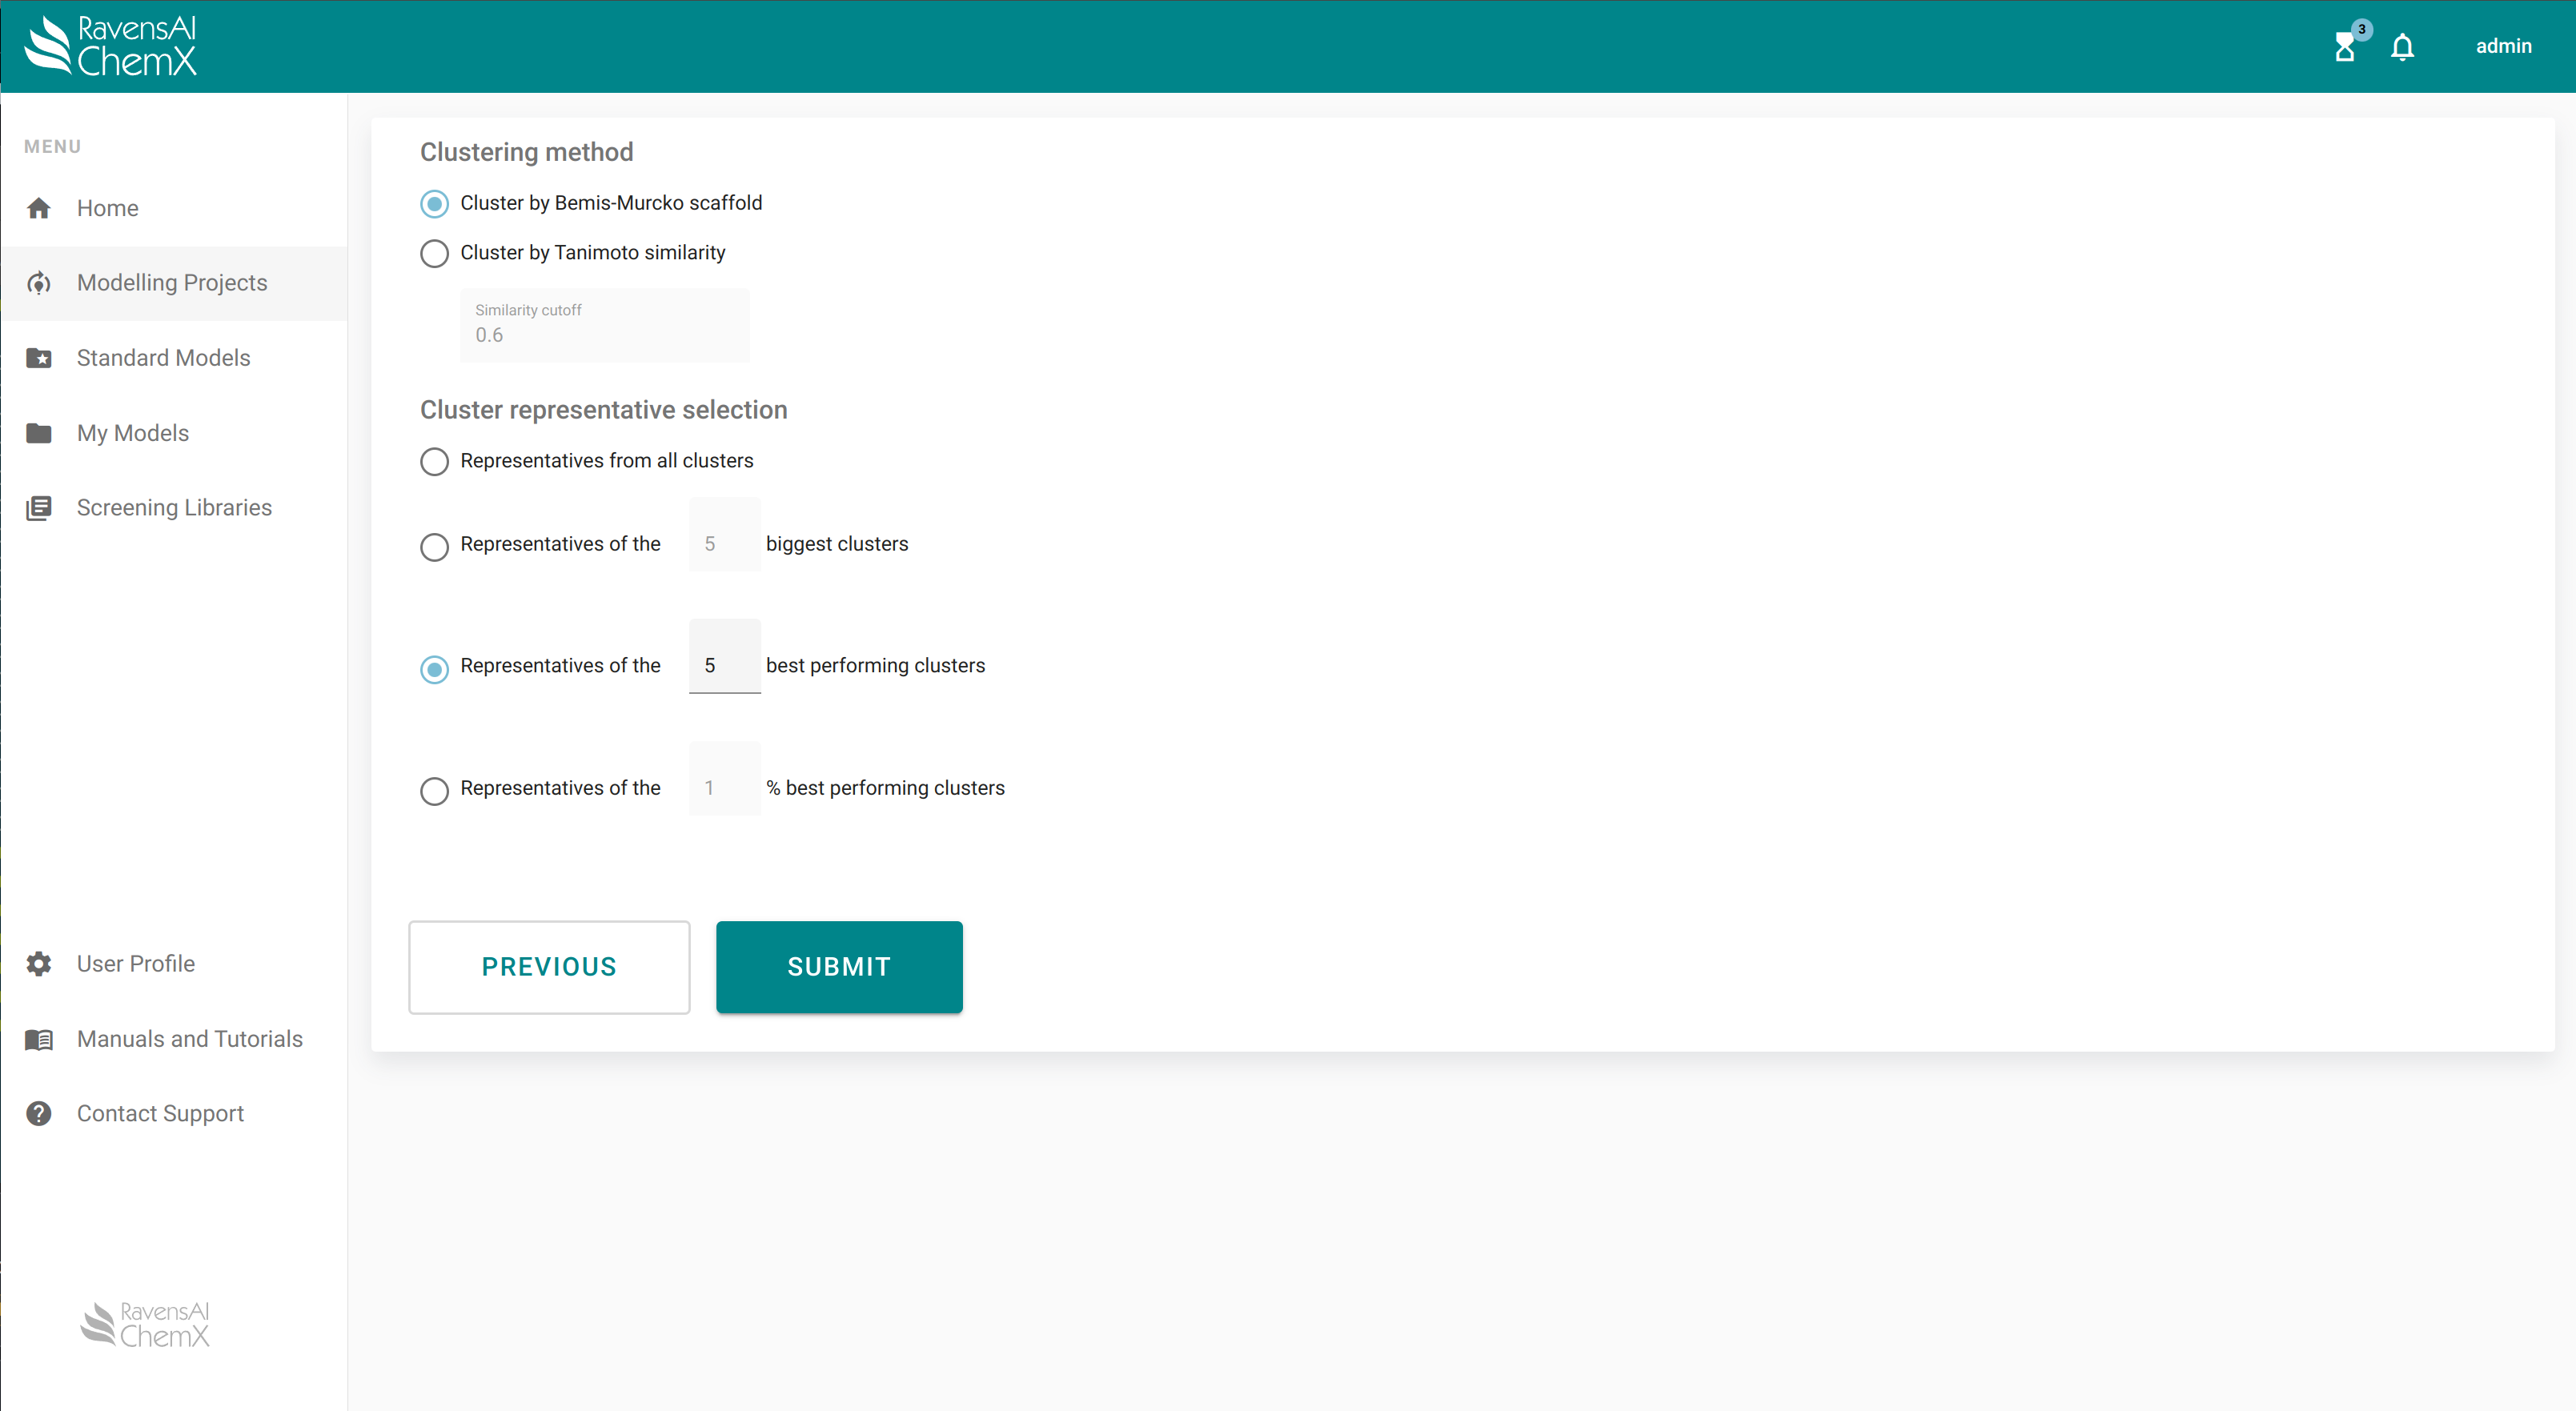 RavensAI
ChemX
3
admin
MENU
Home
Modelling Projects
Standard Models
My Models
Screening Libraries
User Profile
Manuals and Tutorials
Contact Support
RavensAI
ChemX
Clustering method
Cluster by Bemis-Murcko scaffold
Cluster by Tanimoto similarity
Similarity cutoff
0.6
Cluster representative selection
Representatives from all clusters
Representatives of the 5 biggest clusters
Representatives of the 5 best performing clusters
Representatives of the 1 % best performing clusters
PREVIOUS SUBMIT